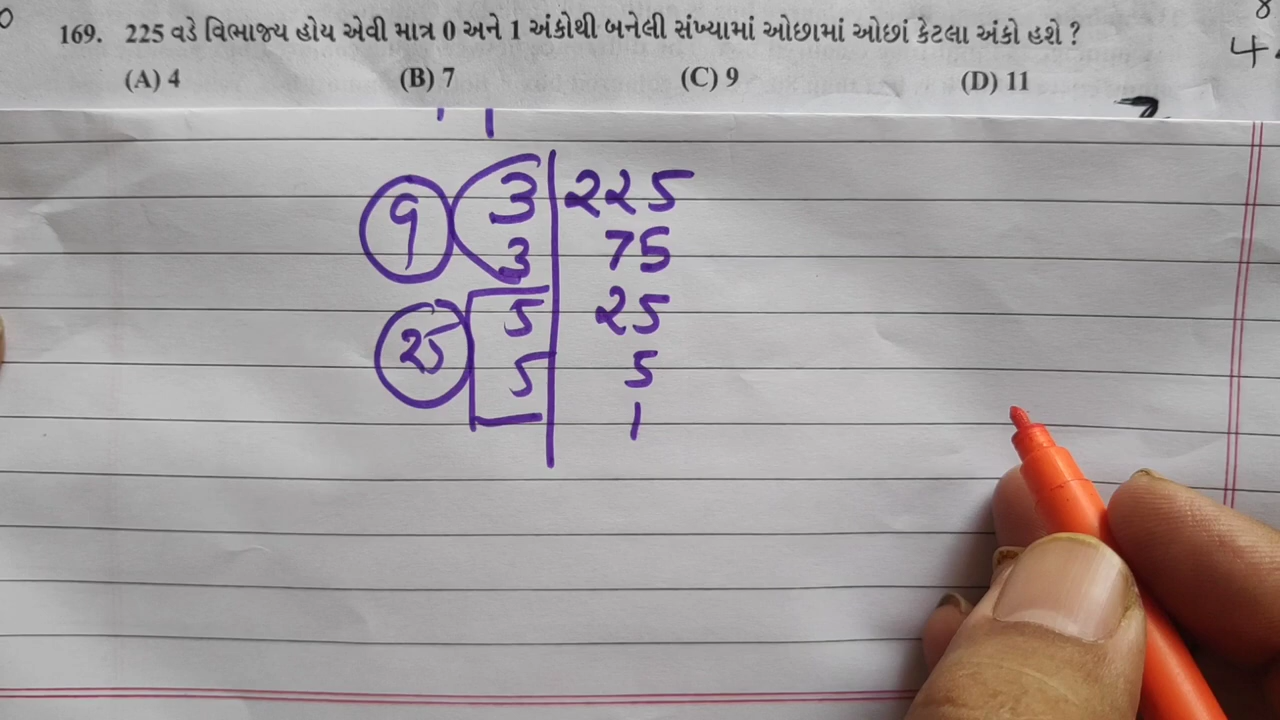 169. 225 વડે વિભાજ્ય હોય એવી માત્ર 0 અને 1 અંકોથી બનેલી સંખ્યામાં ઓછામાં ઓછાં કેટલા અંકો હશે ?
(A) 4 (B) 7 (C) 9 (D) 11
9 3 225
3 75
25 5 25
5 5
1